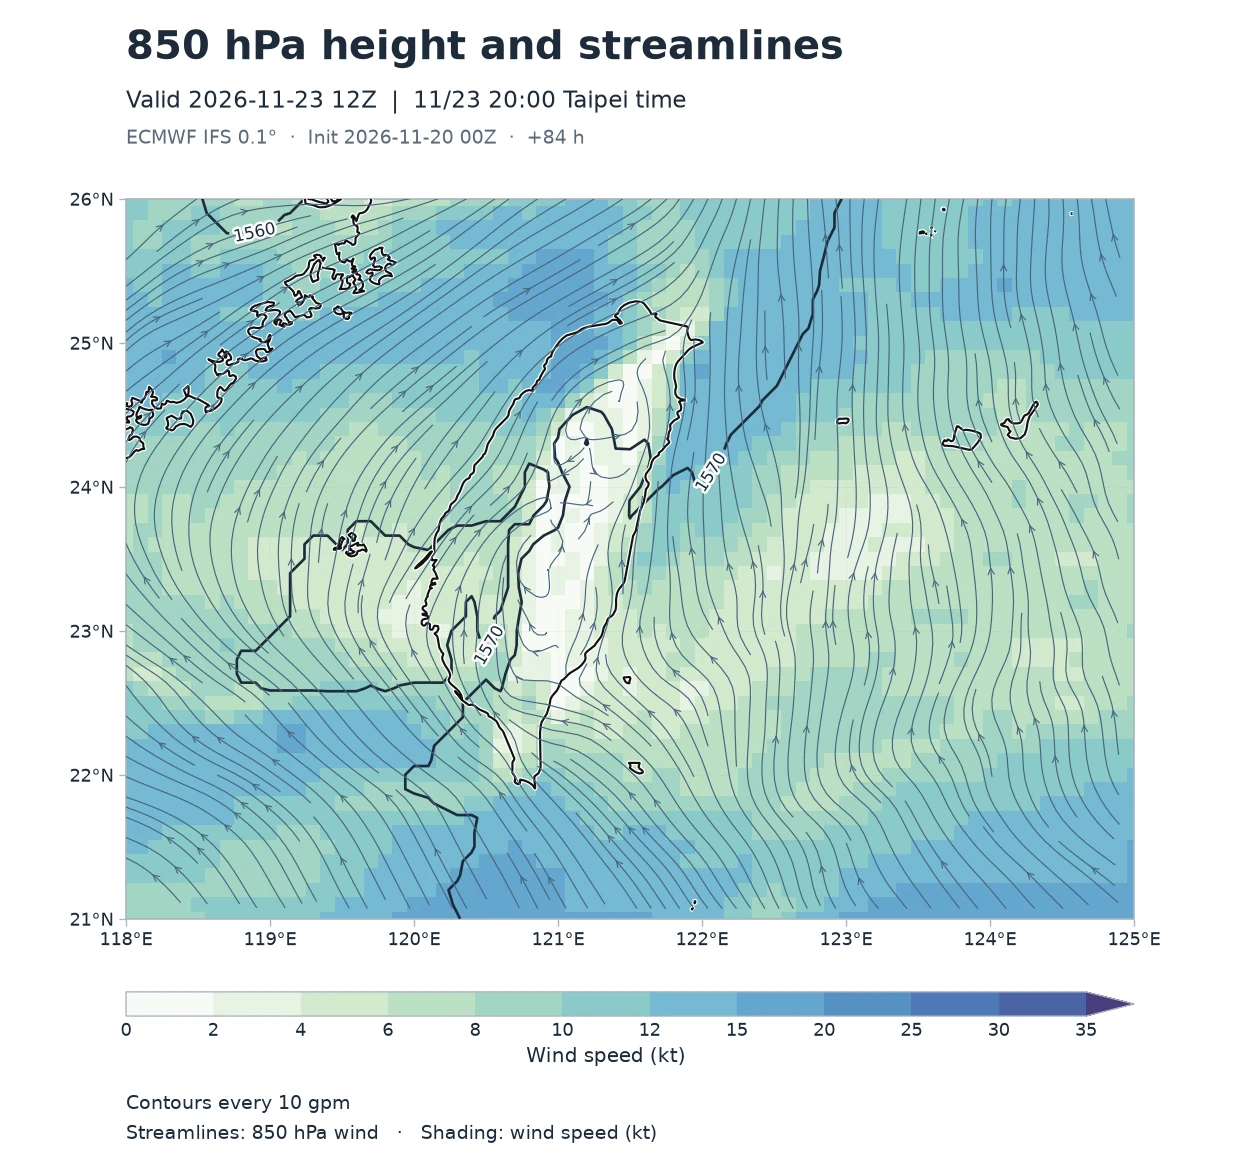 850 hPa height and streamlines
Valid 2026-11-23 12Z | 11/23 20:00 Taipei time
ECMWF IFS 0.1° · Init 2026-11-20 00Z · +84 h
26°N
1560
25°N
24°N
1570
23°N
1570
22°N
21°N
118°E 119°E 120°E 121°E 122°E 123°E 124°E 125°E
0 2 4 6 8 10 12 15 20 25 30 35
Wind speed (kt)
Contours every 10 gpm
Streamlines: 850 hPa wind · Shading: wind speed (kt)